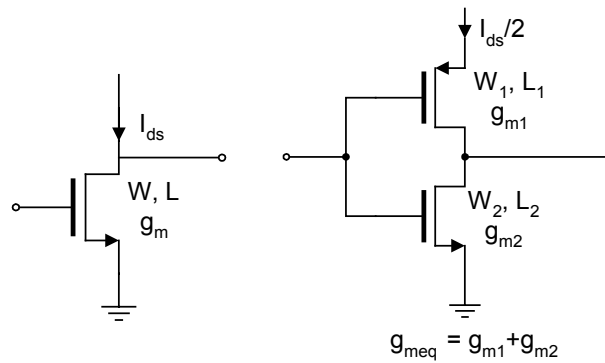 I_ds
W, L
g_m
I_ds/2
W_1, L_1
g_m1
W_2, L_2
g_m2
g_meq = g_m1+g_m2